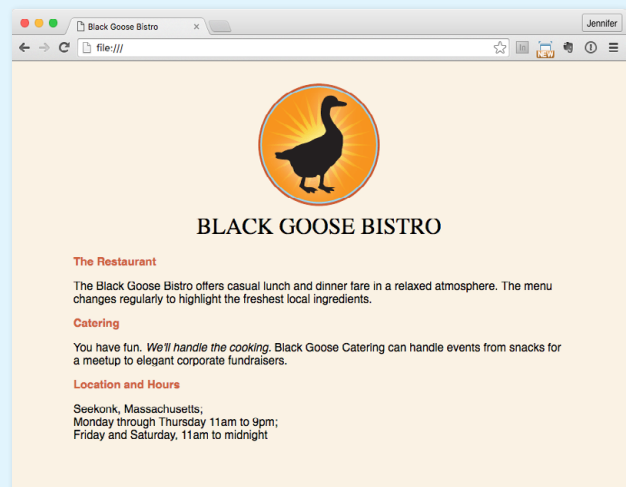 Black Goose Bistro
Jennifer
file:///
NEW
BLACK GOOSE BISTRO
The Restaurant
The Black Goose Bistro offers casual lunch and dinner fare in a relaxed atmosphere. The menu
changes regularly to highlight the freshest local ingredients.
Catering
You have fun. We'll handle the cooking. Black Goose Catering can handle events from snacks for
a meetup to elegant corporate fundraisers.
Location and Hours
Seekonk, Massachusetts;
Monday through Thursday 11am to 9pm;
Friday and Saturday, 11am to midnight